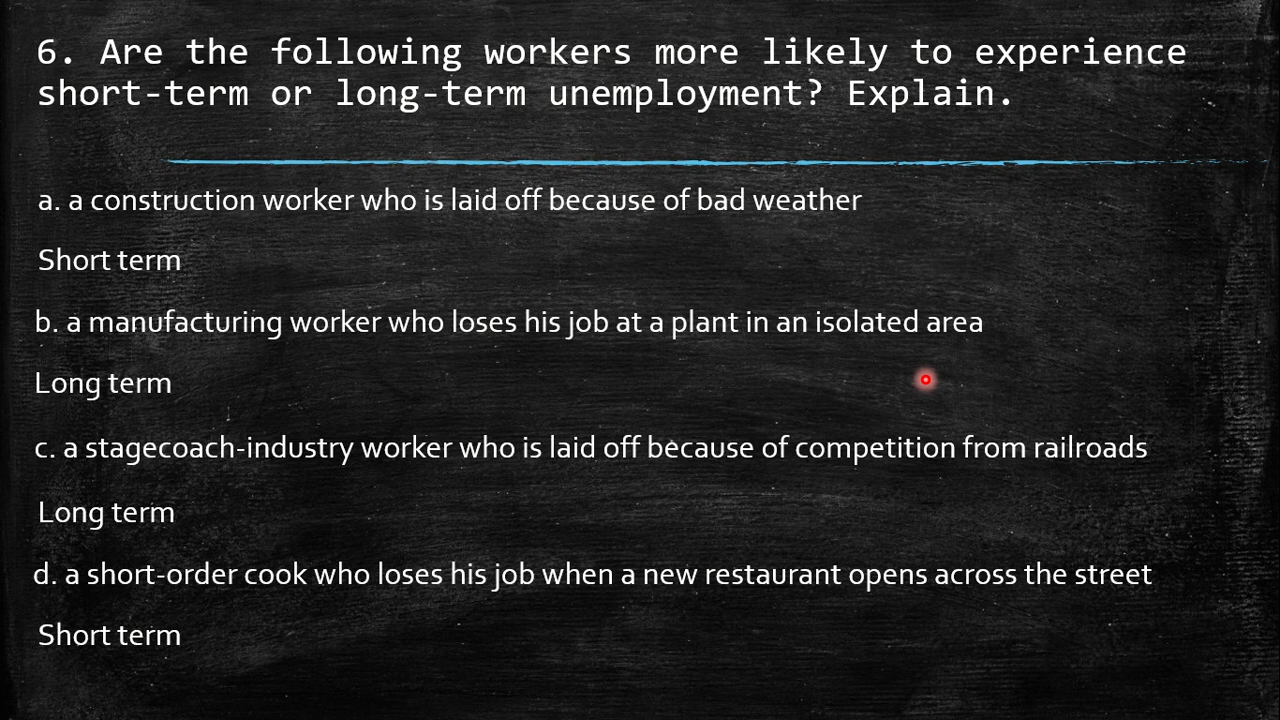 6. Are the following workers more likely to experience
short-term or long-term unemployment? Explain.
a. a construction worker who is laid off because of bad weather
Short term
b. a manufacturing worker who loses his job at a plant in an isolated area
Long term
c. a stagecoach-industry worker who is laid off because of competition from railroads
Long term
d. a short-order cook who loses his job when a new restaurant opens across the street
Short term